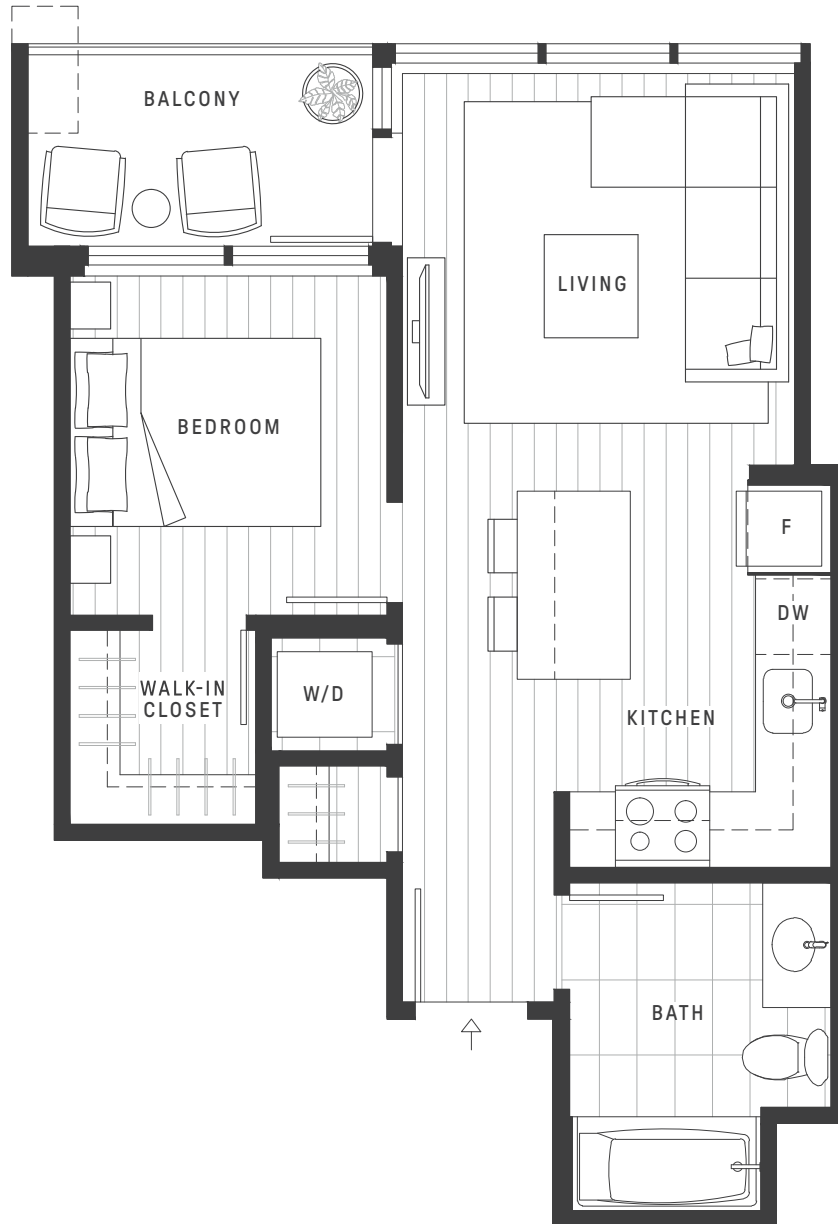 BALCONY
LIVING
BEDROOM
F
DW
WALK-IN
CLOSET
W/D
KITCHEN
BATH